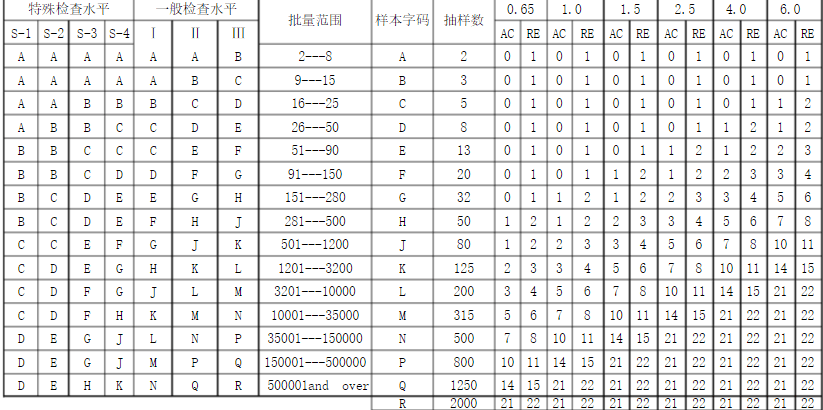 特殊检查水平 一般检查水平 批量范围 样本字码 抽样数 0.65 1.0 1.5 2.5 4.0 6.0
S-1 S-2 S-3 S-4 Ⅰ Ⅱ Ⅲ AC RE AC RE AC RE AC RE AC RE AC RE
A A A A A A B 2---8 A 2 0 1 0 1 0 1 0 1 0 1 0 1
A A A A A B C 9---15 B 3 0 1 0 1 0 1 0 1 0 1 0 1
A A B B B C D 16---25 C 5 0 1 0 1 0 1 0 1 0 1 1 2
A B B C C D E 26---50 D 8 0 1 0 1 0 1 0 1 1 2 1 2
B B C C C E F 51---90 E 13 0 1 0 1 0 1 1 2 1 2 2 3
B B C D D F G 91---150 F 20 0 1 0 1 1 2 1 2 2 3 3 4
B C D E E G H 151---280 G 32 0 1 1 2 1 2 2 3 3 4 5 6
B C D E F H J 281---500 H 50 1 2 1 2 2 3 3 4 5 6 7 8
C C E F G J K 501---1200 J 80 1 2 2 3 3 4 5 6 7 8 10 11
C D E G H K L 1201---3200 K 125 2 3 3 4 5 6 7 8 10 11 14 15
C D F G J L M 3201---10000 L 200 3 4 5 6 7 8 10 11 14 15 21 22
C D F H K M N 10001---35000 M 315 5 6 7 8 10 11 14 15 21 22 21 22
D E G J L N P 35001---150000 N 500 7 8 10 11 14 15 21 22 21 22 21 22
D E G J M P Q 150001---500000 P 800 10 11 14 15 21 22 21 22 21 22 21 22
D E H K N Q R 500001and over Q 1250 14 15 21 22 21 22 21 22 21 22 21 22
R 2000 21 22 21 22 21 22 21 22 21 22 21 22